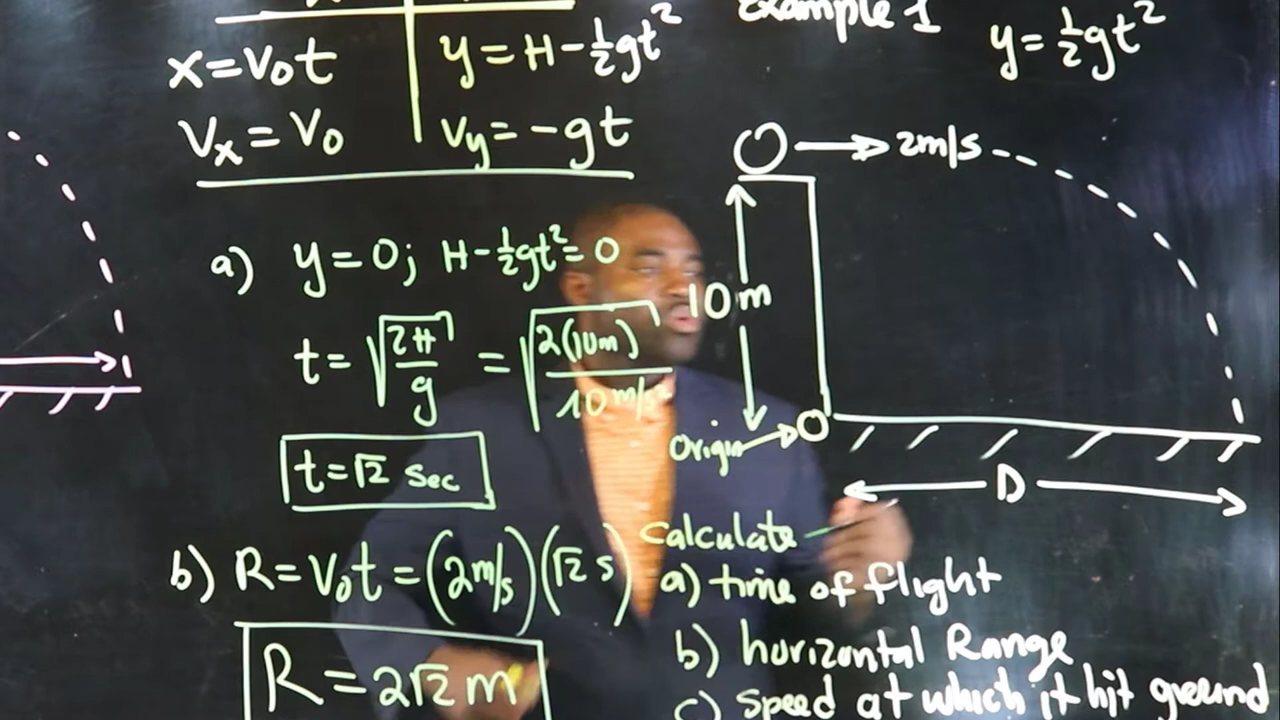 x=V₀t
y=H-½gt²
Vₓ=V₀
Vy=-gt
a) y=0; H-½gt²=0
t=√(2H/g) = √(2(10m)/10m/s²)
t=√2 sec
b) R=V₀t=(2m/s)(√2 s)
R=2√2 m
Example 1
y=½gt²
2m/s
10m
Origin
D
Calculate
a) time of flight
b) horizontal Range
c) speed at which it hit ground